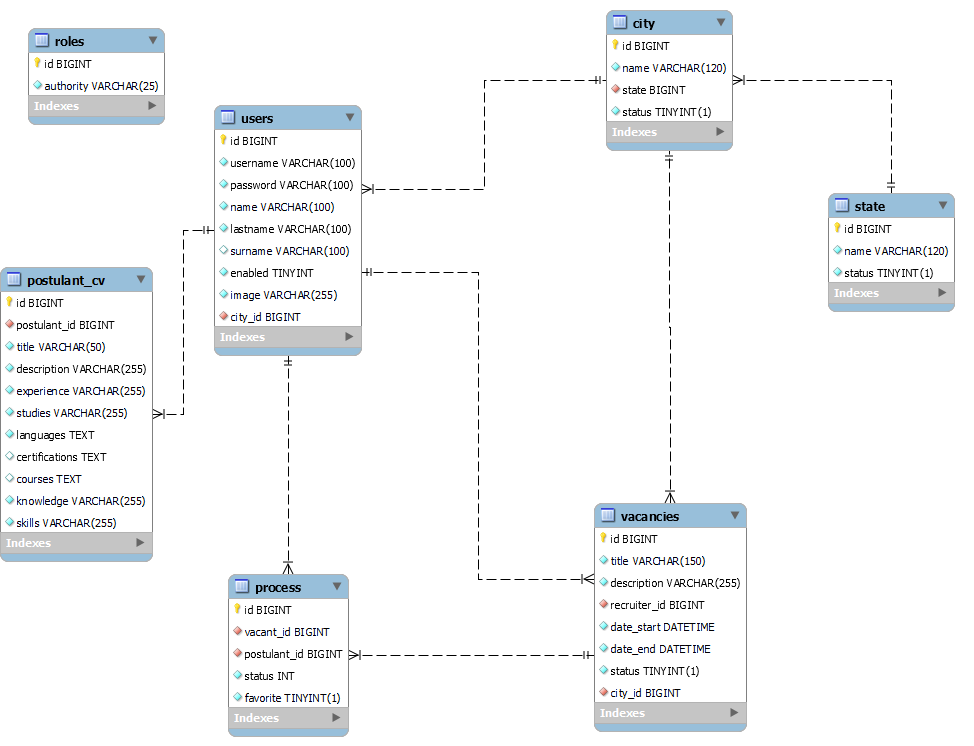 roles
id BIGINT
authority VARCHAR(25)
Indexes
city
id BIGINT
name VARCHAR(120)
state BIGINT
status TINYINT(1)
Indexes
users
id BIGINT
username VARCHAR(100)
password VARCHAR(100)
name VARCHAR(100)
lastname VARCHAR(100)
surname VARCHAR(100)
enabled TINYINT
image VARCHAR(255)
city_id BIGINT
Indexes
state
id BIGINT
name VARCHAR(120)
status TINYINT(1)
Indexes
postulant_cv
id BIGINT
postulant_id BIGINT
title VARCHAR(50)
description VARCHAR(255)
experience VARCHAR(255)
studies VARCHAR(255)
languages TEXT
certifications TEXT
courses TEXT
knowledge VARCHAR(255)
skills VARCHAR(255)
Indexes
vacancies
id BIGINT
title VARCHAR(150)
description VARCHAR(255)
recruiter_id BIGINT
date_start DATETIME
date_end DATETIME
status TINYINT(1)
city_id BIGINT
Indexes
process
id BIGINT
vacant_id BIGINT
postulant_id BIGINT
status INT
favorite TINYINT(1)
Indexes